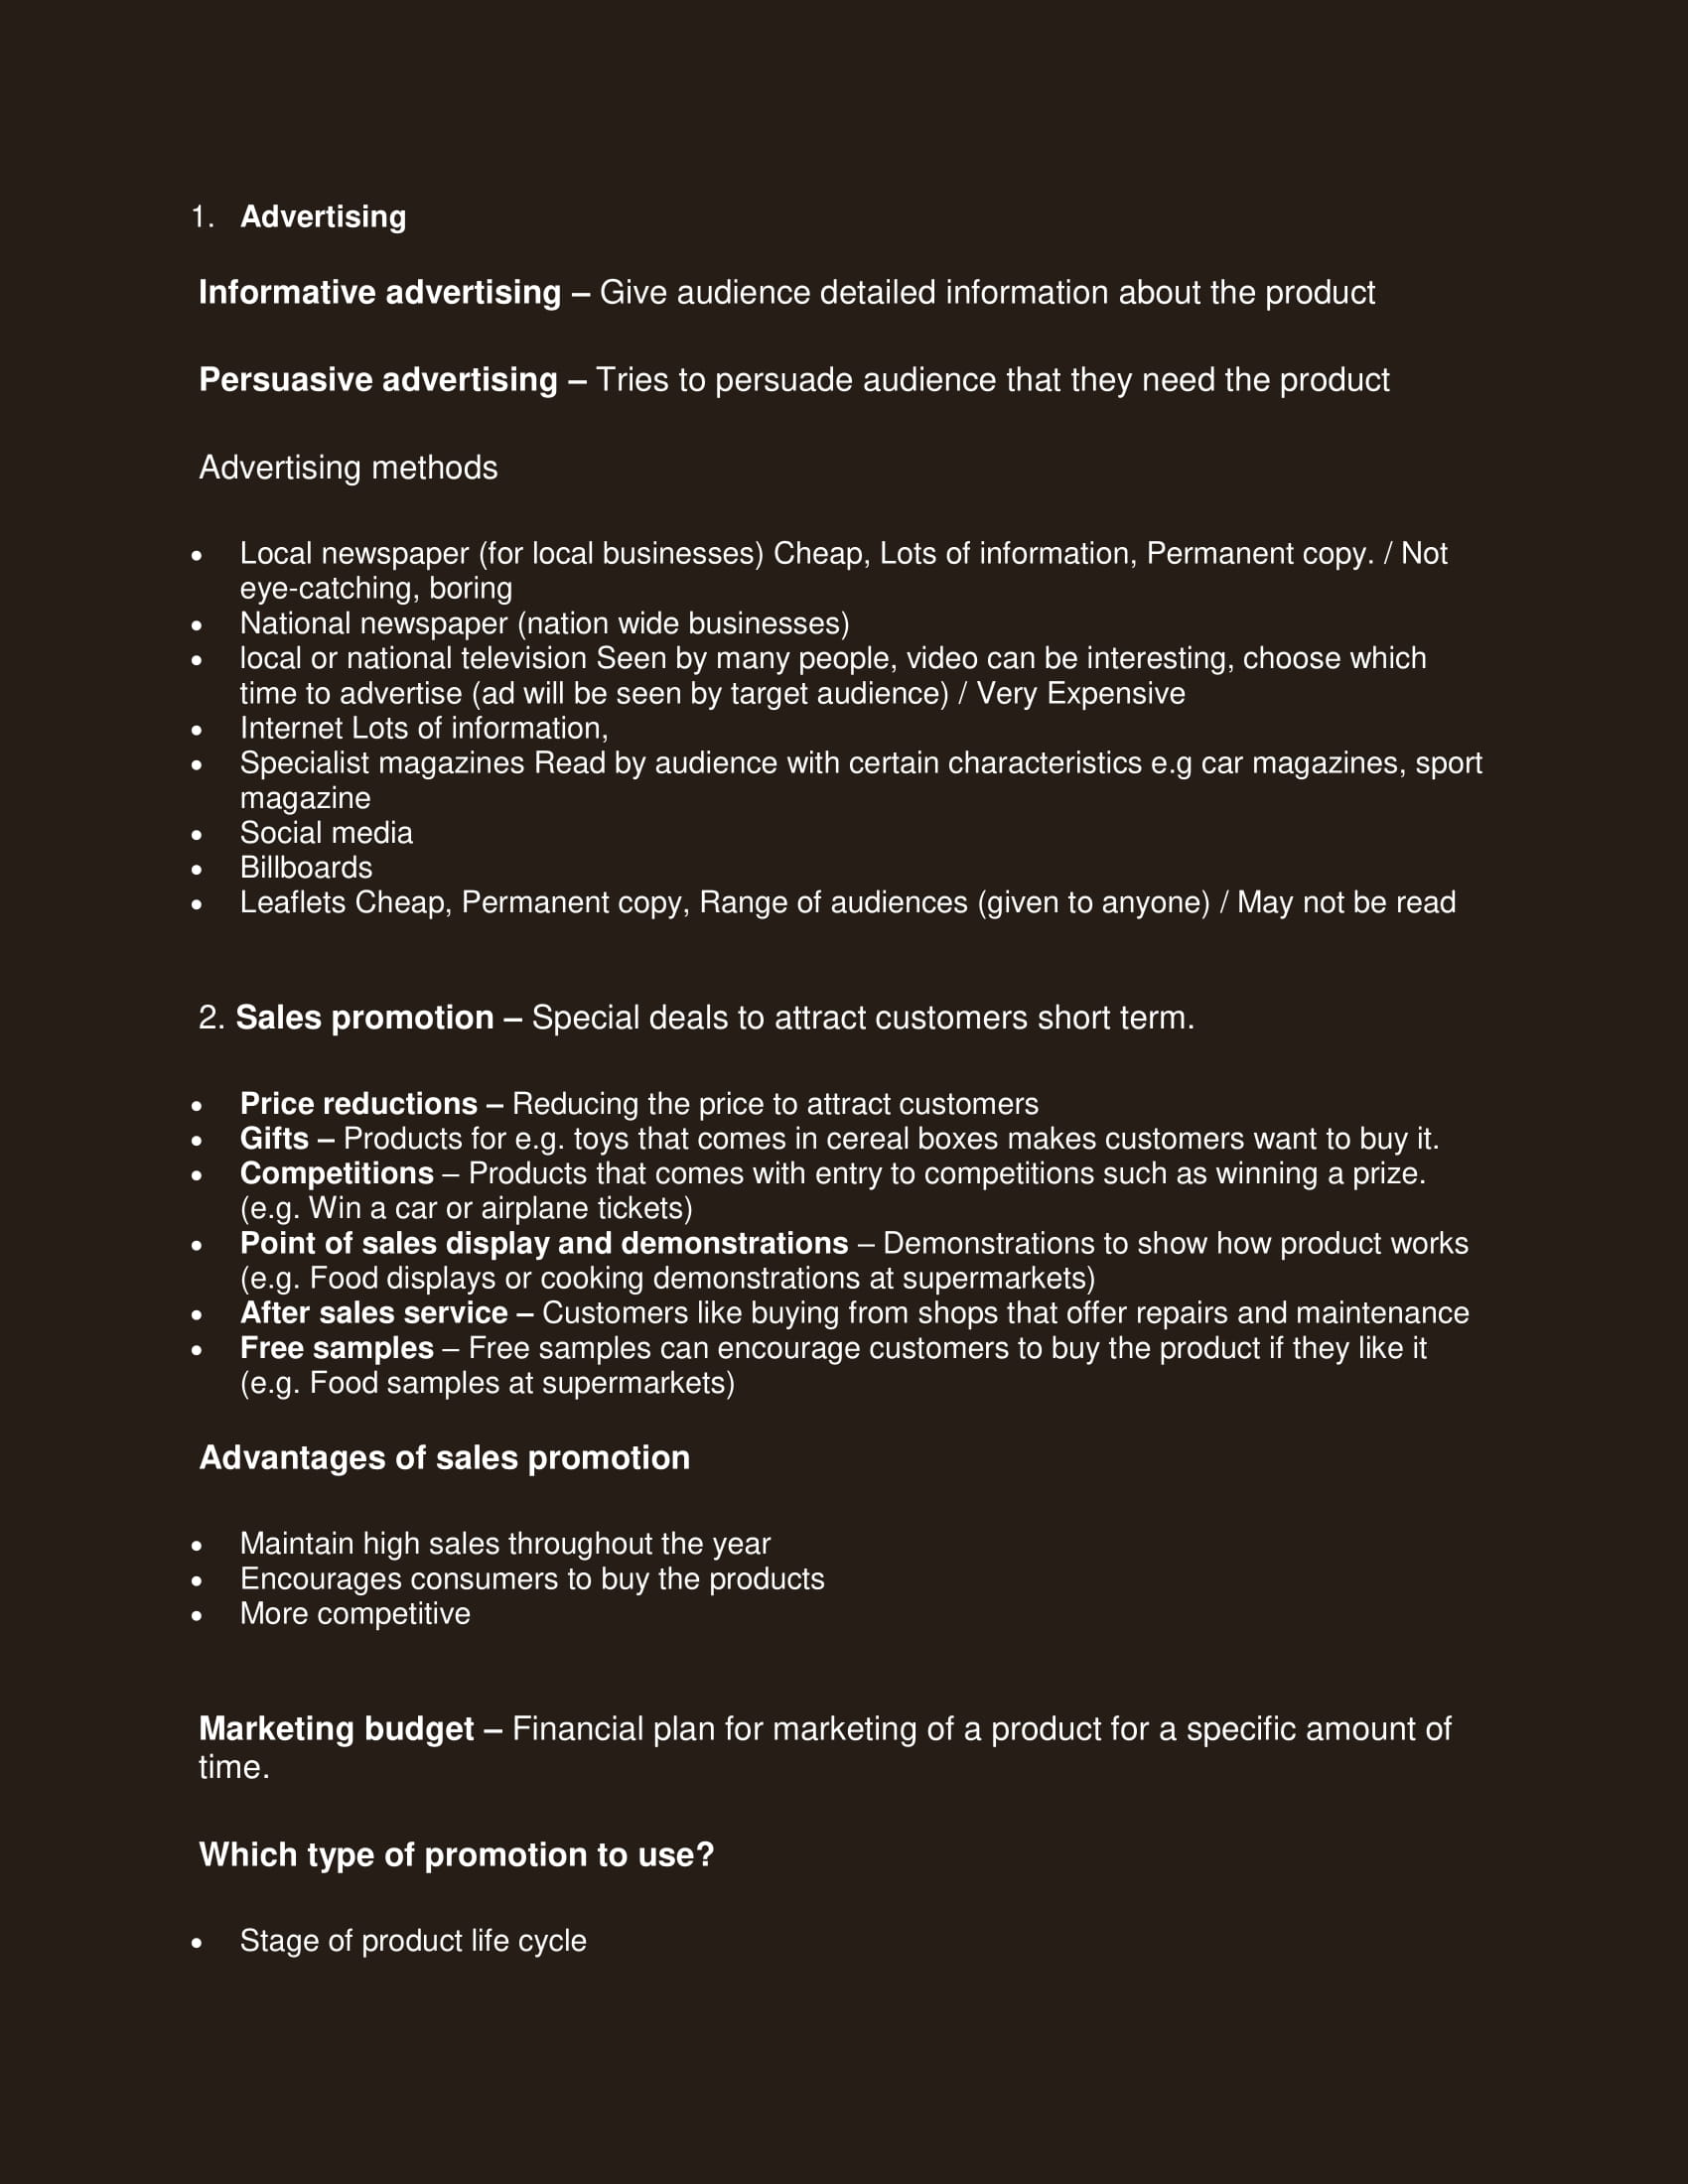 1. Advertising
Informative advertising – Give audience detailed information about the product
Persuasive advertising – Tries to persuade audience that they need the product
Advertising methods
• Local newspaper (for local businesses) Cheap, Lots of information, Permanent copy. / Not
eye-catching, boring
• National newspaper (nation wide businesses)
• local or national television Seen by many people, video can be interesting, choose which
time to advertise (ad will be seen by target audience) / Very Expensive
• Internet Lots of information,
• Specialist magazines Read by audience with certain characteristics e.g car magazines, sport
magazine
• Social media
• Billboards
• Leaflets Cheap, Permanent copy, Range of audiences (given to anyone) / May not be read
2. Sales promotion – Special deals to attract customers short term.
• Price reductions – Reducing the price to attract customers
• Gifts – Products for e.g. toys that comes in cereal boxes makes customers want to buy it.
• Competitions – Products that comes with entry to competitions such as winning a prize.
(e.g. Win a car or airplane tickets)
• Point of sales display and demonstrations – Demonstrations to show how product works
(e.g. Food displays or cooking demonstrations at supermarkets)
• After sales service – Customers like buying from shops that offer repairs and maintenance
• Free samples – Free samples can encourage customers to buy the product if they like it
(e.g. Food samples at supermarkets)
Advantages of sales promotion
• Maintain high sales throughout the year
• Encourages consumers to buy the products
• More competitive
Marketing budget – Financial plan for marketing of a product for a specific amount of
time.
Which type of promotion to use?
• Stage of product life cycle